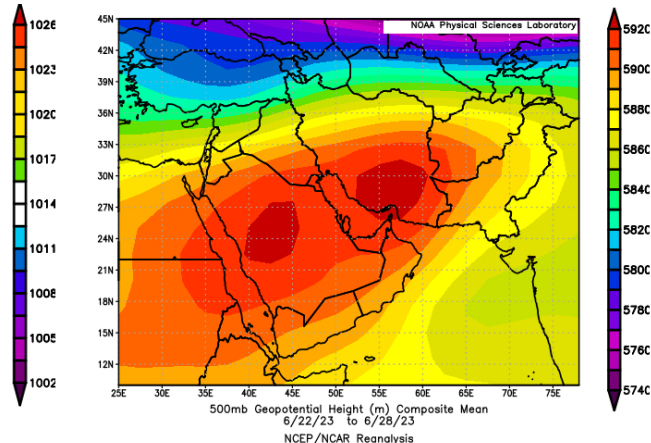 NOAA Physical Sciences Laboratory
1026
1023
1020
1017
1014
1011
1008
1005
1002
45N
42N
39N
36N
33N
30N
27N
24N
21N
18N
15N
12N
25E
30E
35E
40E
45E
50E
55E
60E
65E
70E
75E
5920
5900
5880
5860
5840
5820
5800
5780
5760
5740
500mb Geopotential Height (m) Composite Mean
6/22/23 to 6/28/23
NCEP/NCAR Reanalysis